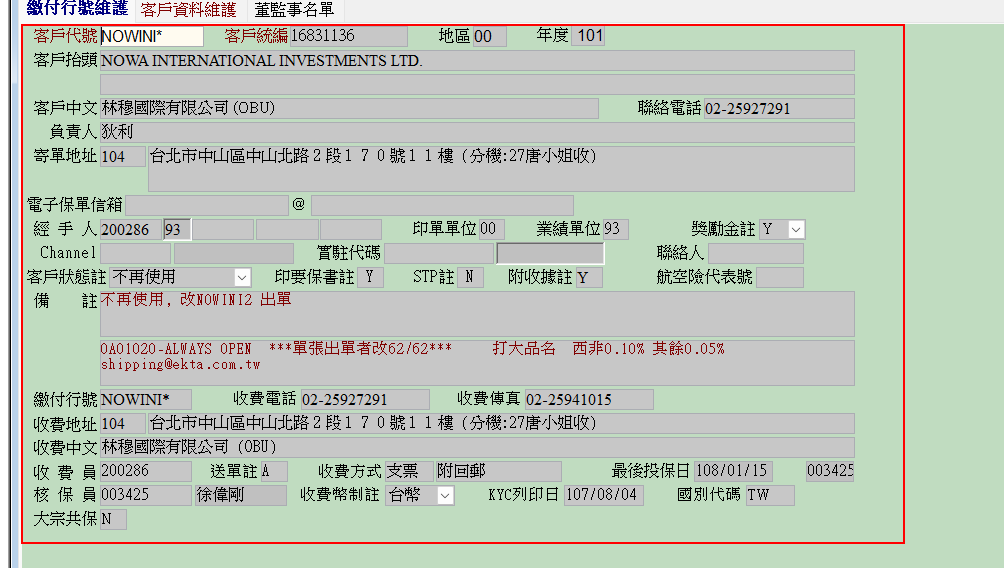 繳付行號維護 客戶資料維護 董監事名單
客戶代號 NOWINI* 客戶統編 16831136 地區 00 年度 101
客戶抬頭 NOWA INTERNATIONAL INVESTMENTS LTD.
客戶中文 林穆國際有限公司(OBU) 聯絡電話 02-25927291
負責人 狄利
寄單地址 104 台北市中山區中山北路2段170號11樓 (分機:27唐小姐收)
電子保單信箱 @
經手人 200286 93 印單單位 00 業績單位 93 獎勵金註 Y
Channel 實駐代碼 聯絡人
客戶狀態註 不再使用 印要保書註 Y STP註 N 附收據註 Y 航空險代表號
備註 不再使用, 改NOWINI2 出單
0A01020-ALWAYS OPEN ***單張出單者改62/62*** 打大品名 西非0.10% 其餘0.05%
shipping@ekta.com.tw
繳付行號 NOWINI* 收費電話 02-25927291 收費傳真 02-25941015
收費地址 104 台北市中山區中山北路2段170號11樓 (分機:27唐小姐收)
收費中文 林穆國際有限公司 (OBU)
收費員 200286 送單註 A 收費方式 支票 附回郵 最後投保日 108/01/15 003425
核保員 003425 徐偉剛 收費幣制註 台幣 KYC列印日 107/08/04 國別代碼 TW
大宗共保 N